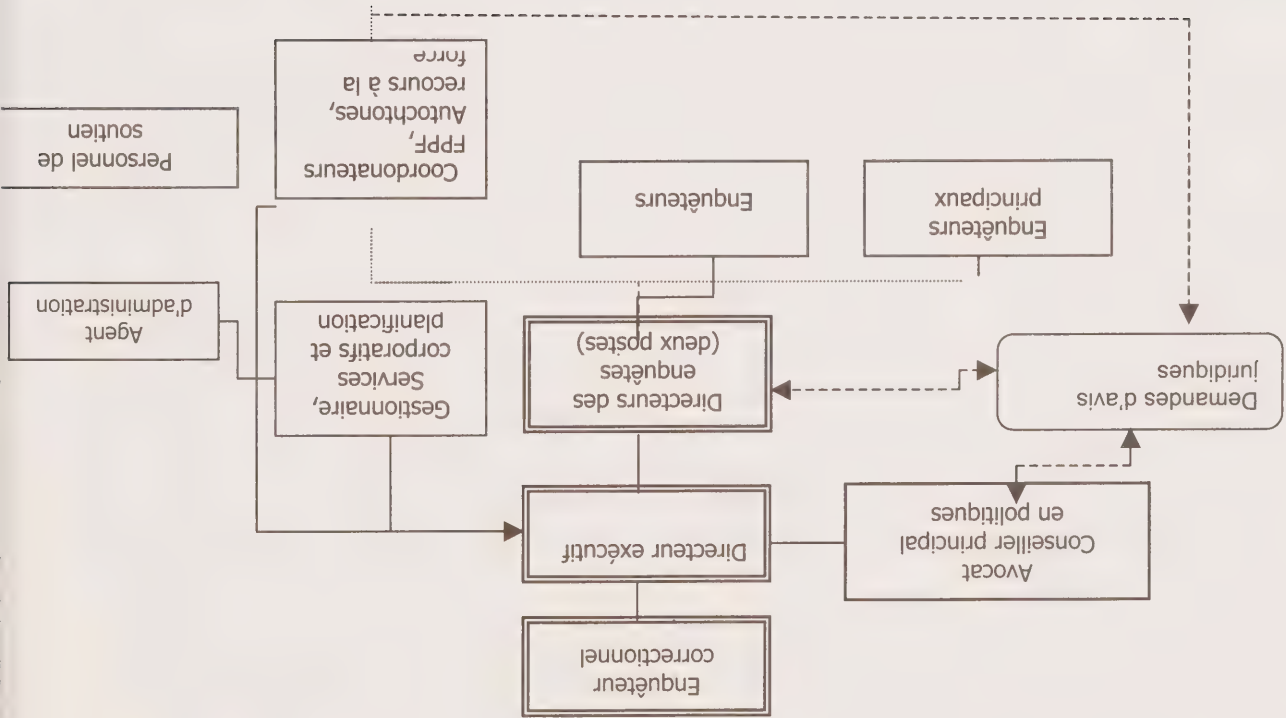 Enquêteur
correctionnel
Directeur exécutif
Avocat
Conseiller principal
en politiques
Demandes d'avis
juridiques
Directeurs des
enquêtes
(deux postes)
Gestionnaire,
Services
corporatifs et
planification
Agent
d'administration
Enquêteurs
principaux
Enquêteurs
Coordonateurs
FPPF,
Autochtones,
recours à la
force
Personnel de
soutien